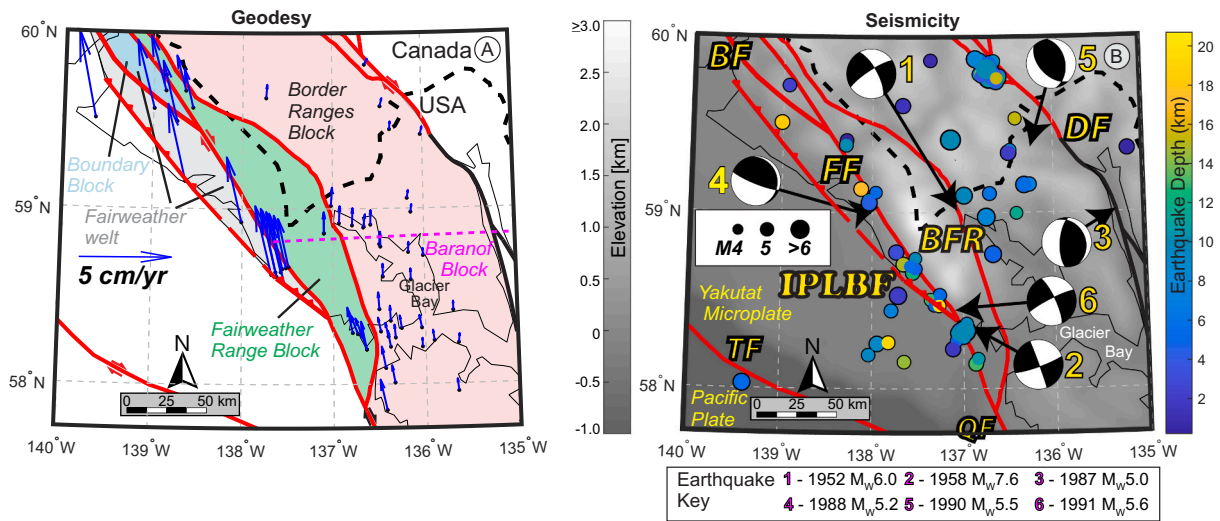 Geodesy
60°N
Canada
A
USA
Border
Ranges
Block
Boundary
Block
Fairweather
welt
5 cm/yr
59°N
Baranof
Block
Glacier
Bay
Fairweather
Range Block
N
58°N
0 25 50 km
140°W 139°W 138°W 137°W 136°W 135°W
Elevation [km]
≥3.0
2.5
2.0
1.0
0
-0.5
-1.0
Seismicity
60°N
BF
1
5
B
DF
FF
4
59°N
M4 5 >6
BFR
3
IPLBF
Yakutat
Microplate
6
Glacier
Bay
TF
N
2
58°N
Pacific
Plate
0 25 50 km
QF
140°W 139°W 138°W 137°W 136°W 135°W
Earthquake Depth (km)
20
18
16
14
12
10
8
6
4
2
Earthquake 1 - 1952 MW6.0 2 - 1958 MW7.6 3 - 1987 MW5.0
Key 4 - 1988 MW5.2 5 - 1990 MW5.5 6 - 1991 MW5.6